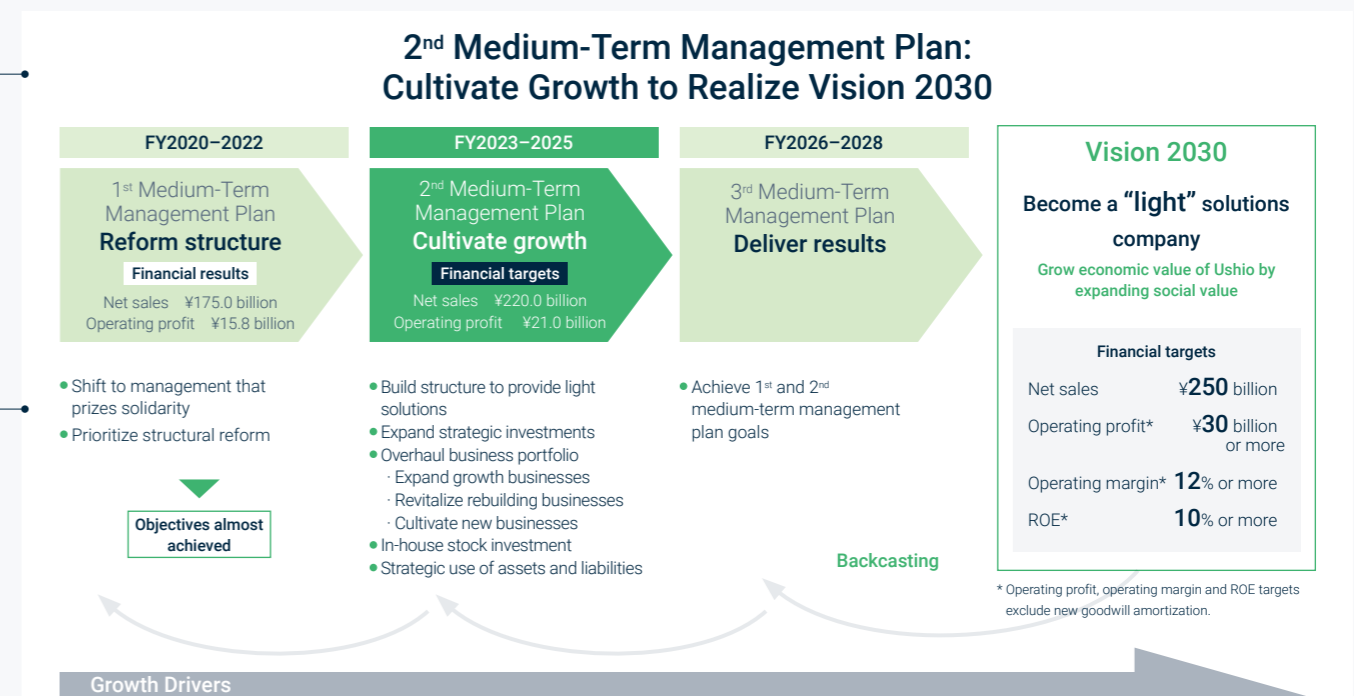 2nd Medium-Term Management Plan:
Cultivate Growth to Realize Vision 2030
FY2020–2022
1st Medium-Term
Management Plan
Reform structure
Financial results
Net sales ¥175.0 billion
Operating profit ¥15.8 billion
• Shift to management that
prizes solidarity
• Prioritize structural reform
Objectives almost
achieved
FY2023–2025
2nd Medium-Term
Management Plan
Cultivate growth
Financial targets
Net sales ¥220.0 billion
Operating profit ¥21.0 billion
• Build structure to provide light
solutions
• Expand strategic investments
• Overhaul business portfolio
· Expand growth businesses
· Revitalize rebuilding businesses
· Cultivate new businesses
• In-house stock investment
• Strategic use of assets and liabilities
FY2026–2028
3rd Medium-Term
Management Plan
Deliver results
• Achieve 1st and 2nd
medium-term management
plan goals
Backcasting
Vision 2030
Become a “light” solutions
company
Grow economic value of Ushio by
expanding social value
Financial targets
Net sales ¥250 billion
Operating profit* ¥30 billion
or more
Operating margin* 12% or more
ROE* 10% or more
* Operating profit, operating margin and ROE targets
exclude new goodwill amortization.
Growth Drivers